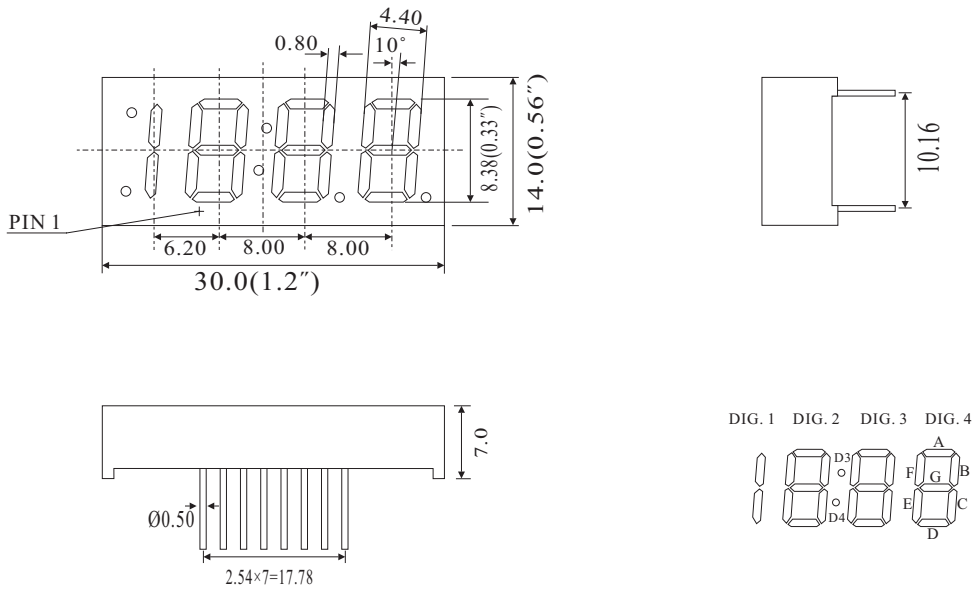 4.40
0.80
10°
8.38(0.33″)
14.0(0.56″)
10.16
PIN 1
6.20
8.00
8.00
30.0(1.2″)
7.0
Ø0.50
2.54×7=17.78
DIG. 1 DIG. 2 DIG. 3 DIG. 4
A
D3
F
G
B
E
C
D4
D